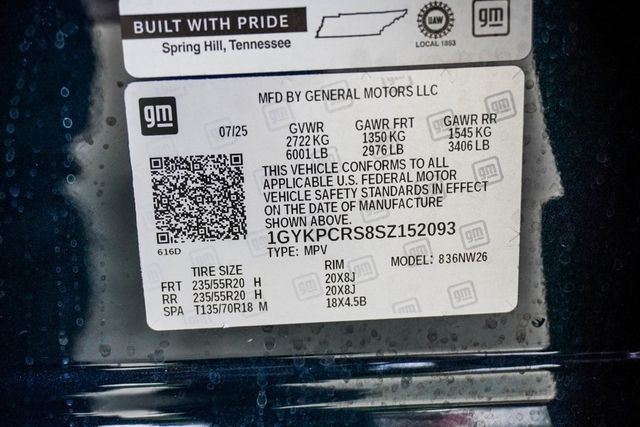 BUILT WITH PRIDE
Spring Hill, Tennessee
UAW
LOCAL 1853
gm
gm
MFD BY GENERAL MOTORS LLC
07/25
GVWR GAWR FRT GAWR RR
2722 KG 1350 KG 1545 KG
6001 LB 2976 LB 3406 LB
THIS VEHICLE CONFORMS TO ALL
APPLICABLE U.S. FEDERAL MOTOR
VEHICLE SAFETY STANDARDS IN EFFECT
ON THE DATE OF MANUFACTURE
SHOWN ABOVE.
1GYKPCRS8SZ152093
616D
TYPE: MPV MODEL: 836NW26
TIRE SIZE RIM
FRT 235/55R20 H 20X8J
RR 235/55R20 H 20X8J
SPA T135/70R18 M 18X4.5B